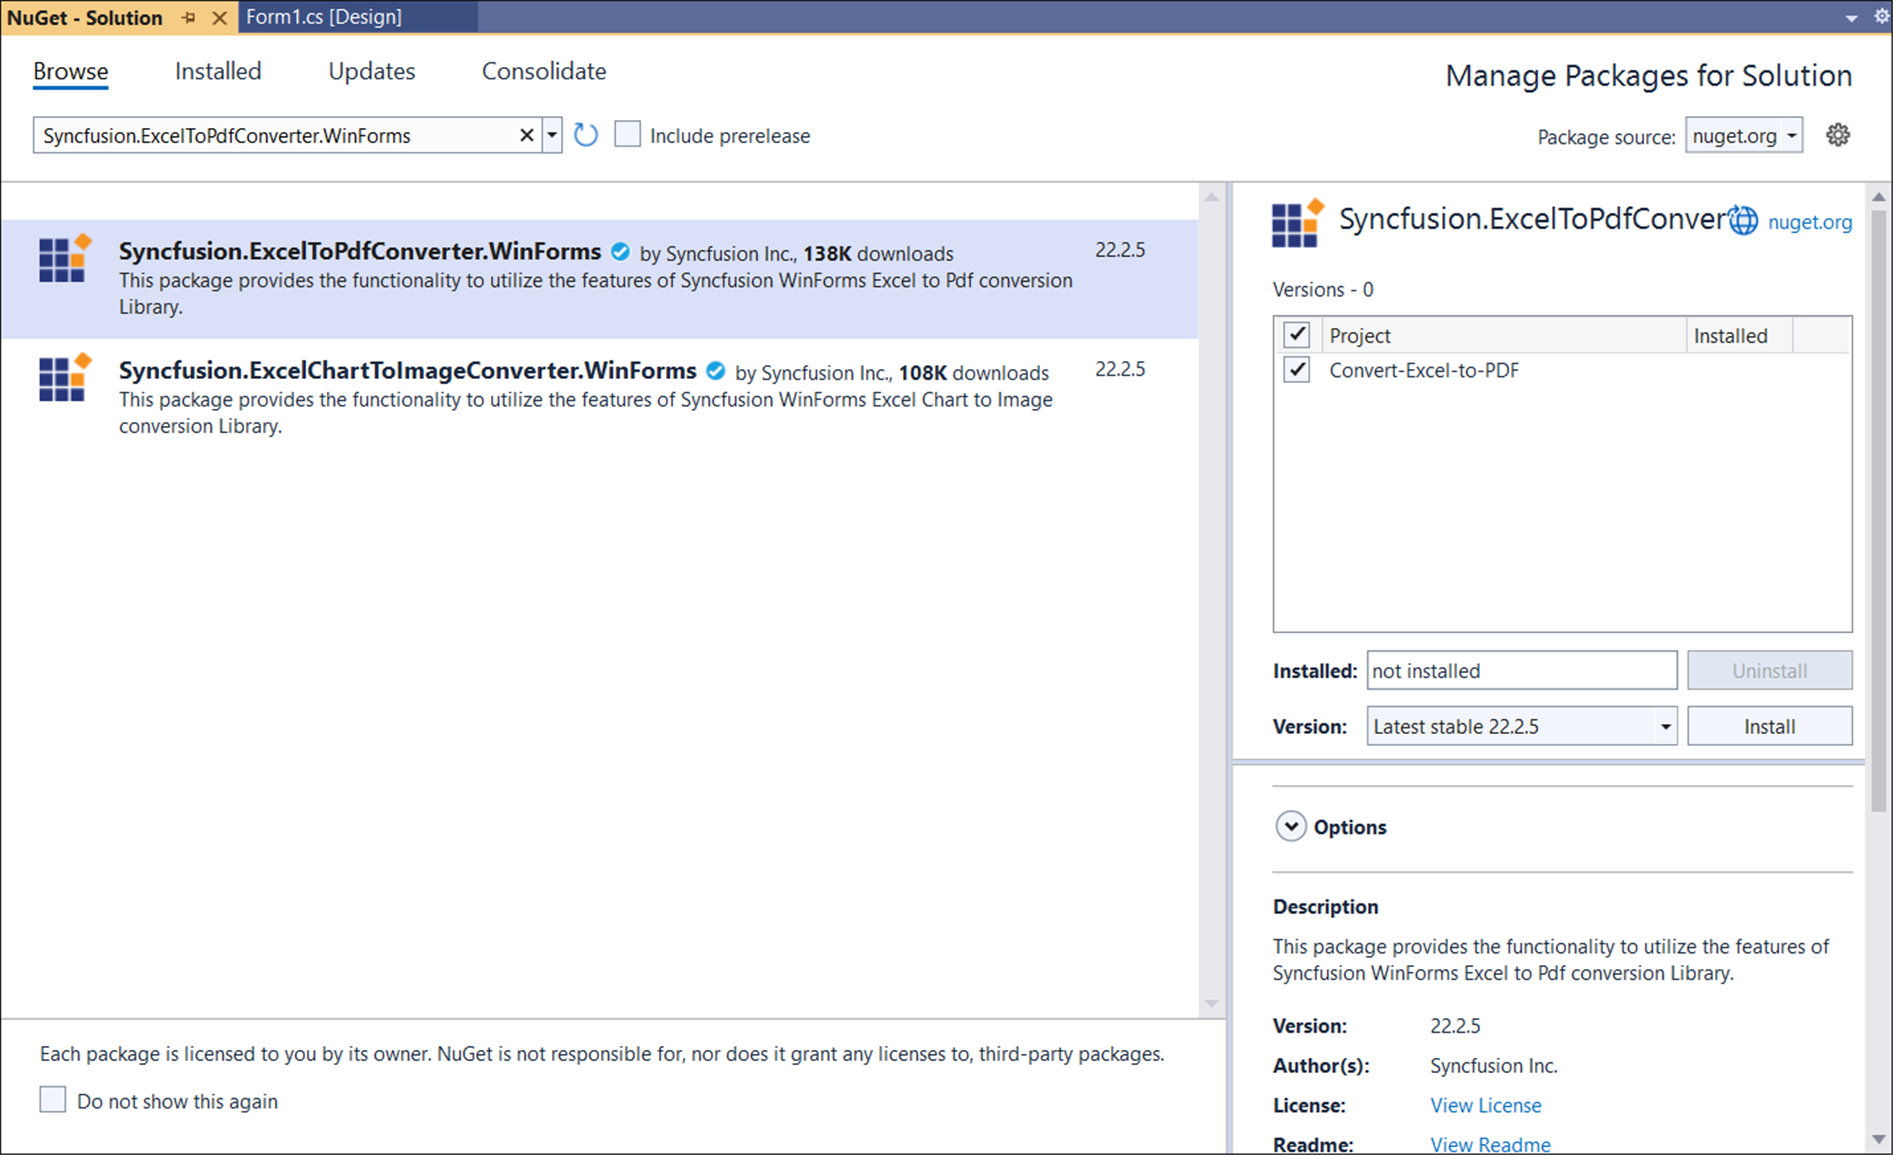 NuGet - Solution
Form1.cs [Design]
Browse
Installed
Updates
Consolidate
Manage Packages for Solution
Syncfusion.ExcelToPdfConverter.WinForms
Include prerelease
Package source:
nuget.org
Syncfusion.ExcelToPdfConverter.WinForms by Syncfusion Inc., 138K downloads
22.2.5
This package provides the functionality to utilize the features of Syncfusion WinForms Excel to Pdf conversion
Library.
Syncfusion.ExcelChartToImageConverter.WinForms by Syncfusion Inc., 108K downloads
22.2.5
This package provides the functionality to utilize the features of Syncfusion WinForms Excel Chart to Image
conversion Library.
Each package is licensed to you by its owner. NuGet is not responsible for, nor does it grant any licenses to, third-party packages.
Do not show this again
Syncfusion.ExcelToPdfConver
nuget.org
Versions - 0
Project
Installed
Convert-Excel-to-PDF
Installed:
not installed
Uninstall
Version:
Latest stable 22.2.5
Install
Options
Description
This package provides the functionality to utilize the features of
Syncfusion WinForms Excel to Pdf conversion Library.
Version: 22.2.5
Author(s): Syncfusion Inc.
License: View License
Readme: View Readme